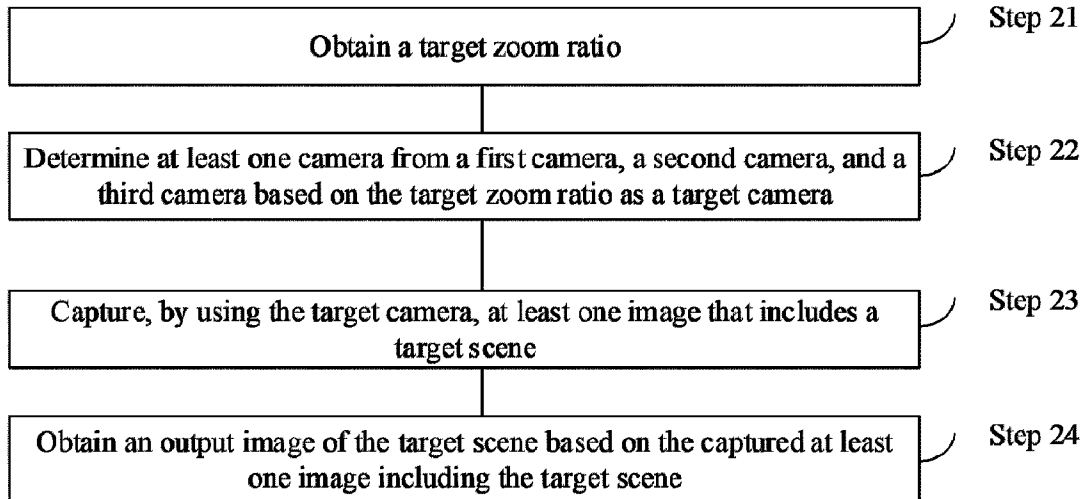 Obtain a target zoom ratio
Step 21
Determine at least one camera from a first camera, a second camera, and a
third camera based on the target zoom ratio as a target camera
Step 22
Capture, by using the target camera, at least one image that includes a
target scene
Step 23
Obtain an output image of the target scene based on the captured at least
one image including the target scene
Step 24